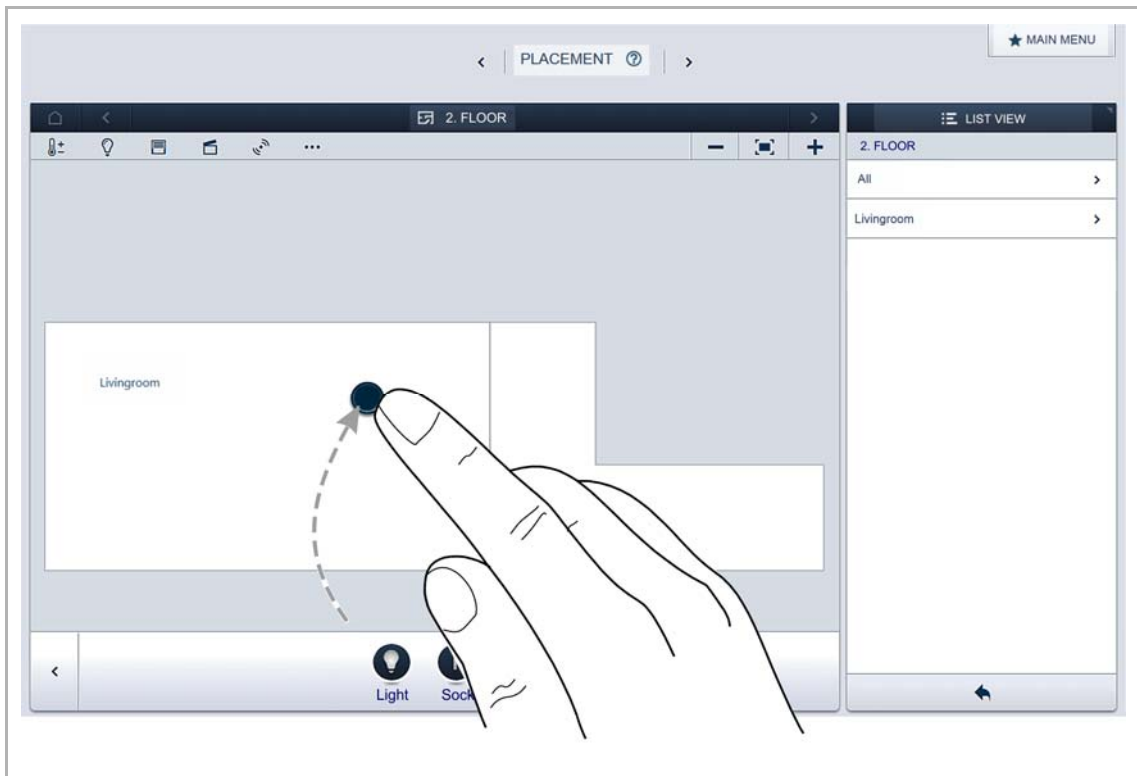 MAIN MENU
PLACEMENT
2. FLOOR
LIST VIEW
2. FLOOR
All
Livingroom
Livingroom
Light